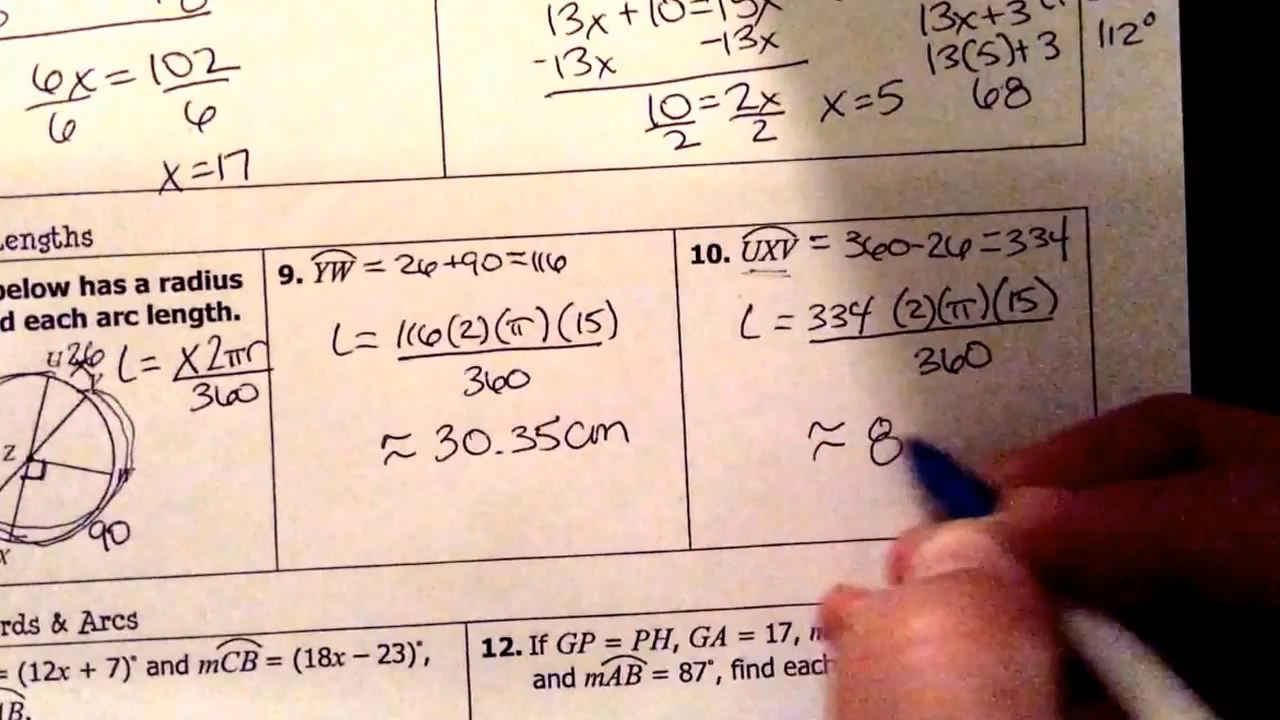 6x = 102
6 6
x = 17
13x + 10 = 15x
-13x -13x
10 = 2x
2 2
x = 5
13x + 3
13(5) + 3
68
112°
Lengths
below has a radius
d each arc length.
26
L = x2πr
360
Z
90
X
9. YW = 26+90=116
L = 116(2)(π)(15)
360
≈ 30.35cm
10. UXV = 360-26=334
L = 334 (2)(π)(15)
360
≈ 8
rds & Arcs
= (12x + 7)° and mCB = (18x − 23)°,
B.
12. If GP = PH, GA = 17,
and mAB = 87°, find each